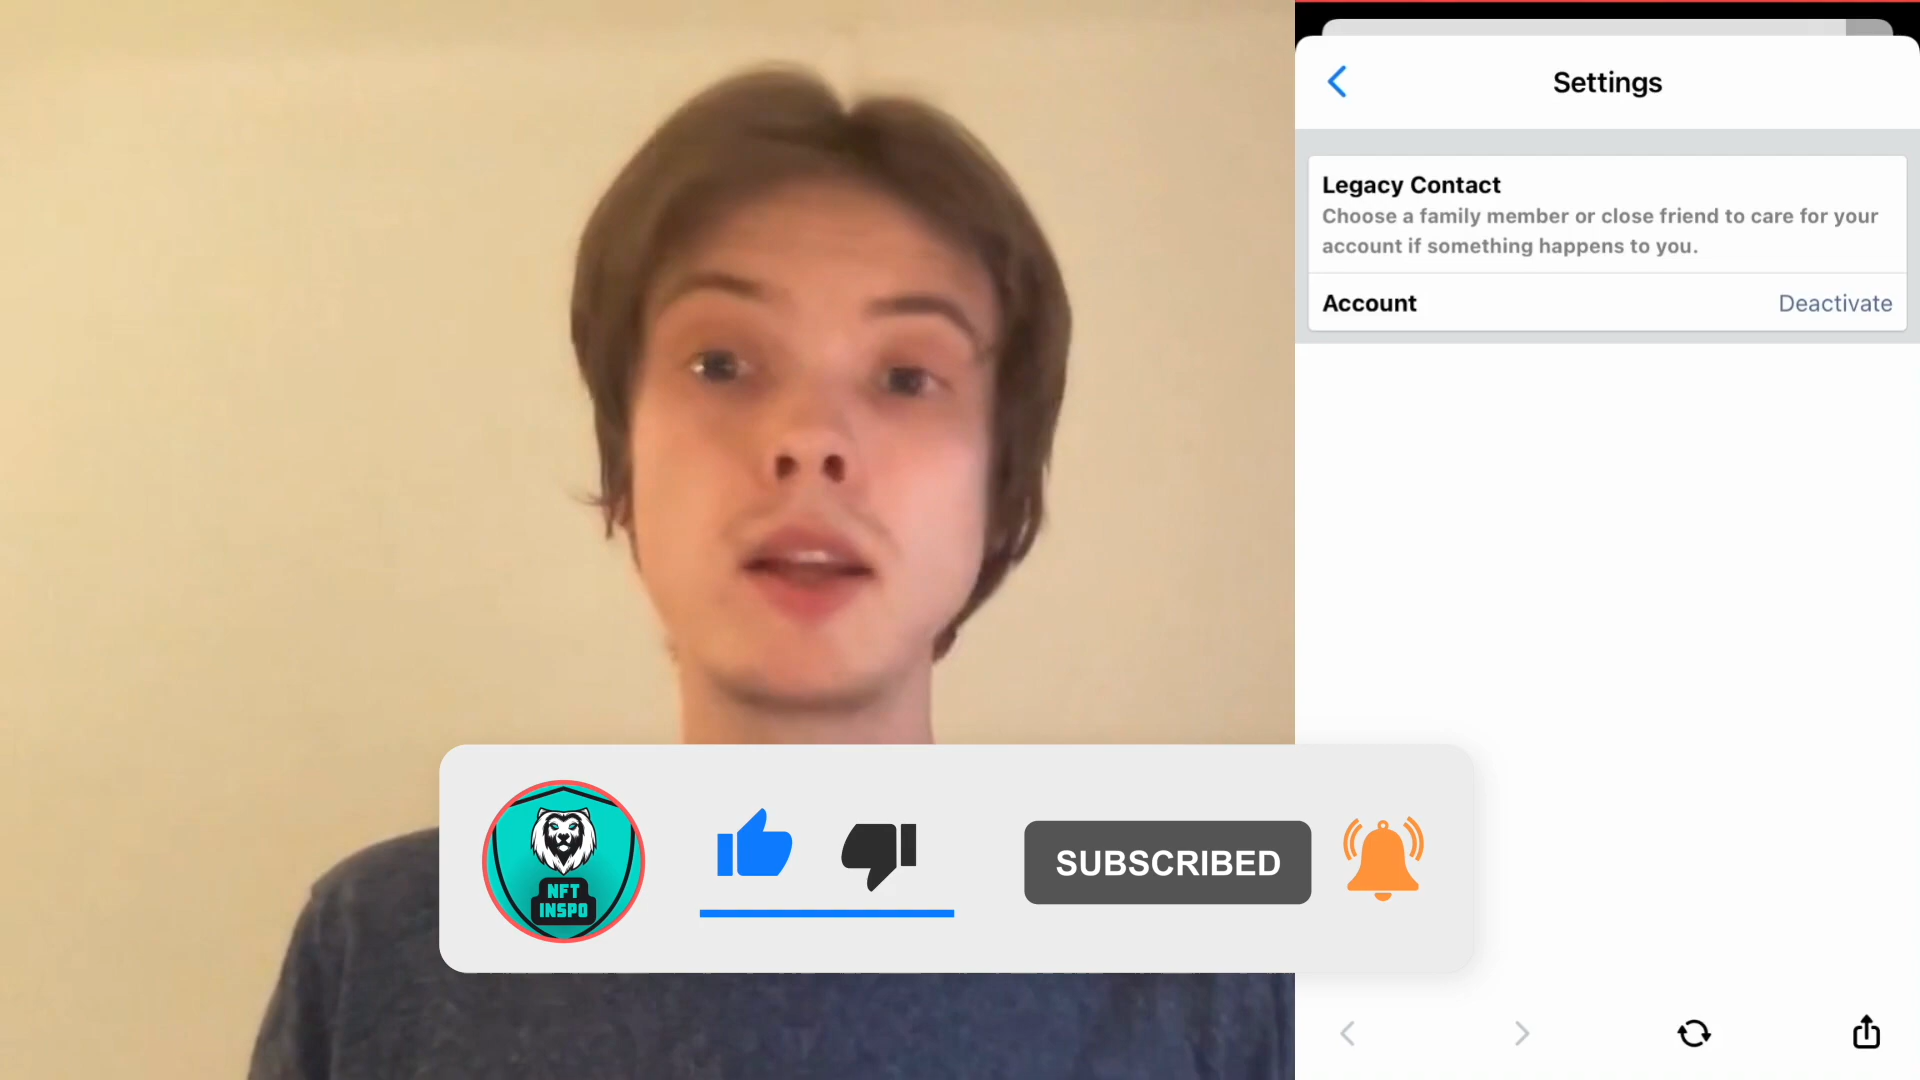 Settings
Legacy Contact
Choose a family member or close friend to care for your
account if something happens to you.
Account Deactivate
NFT
INSPO
SUBSCRIBED